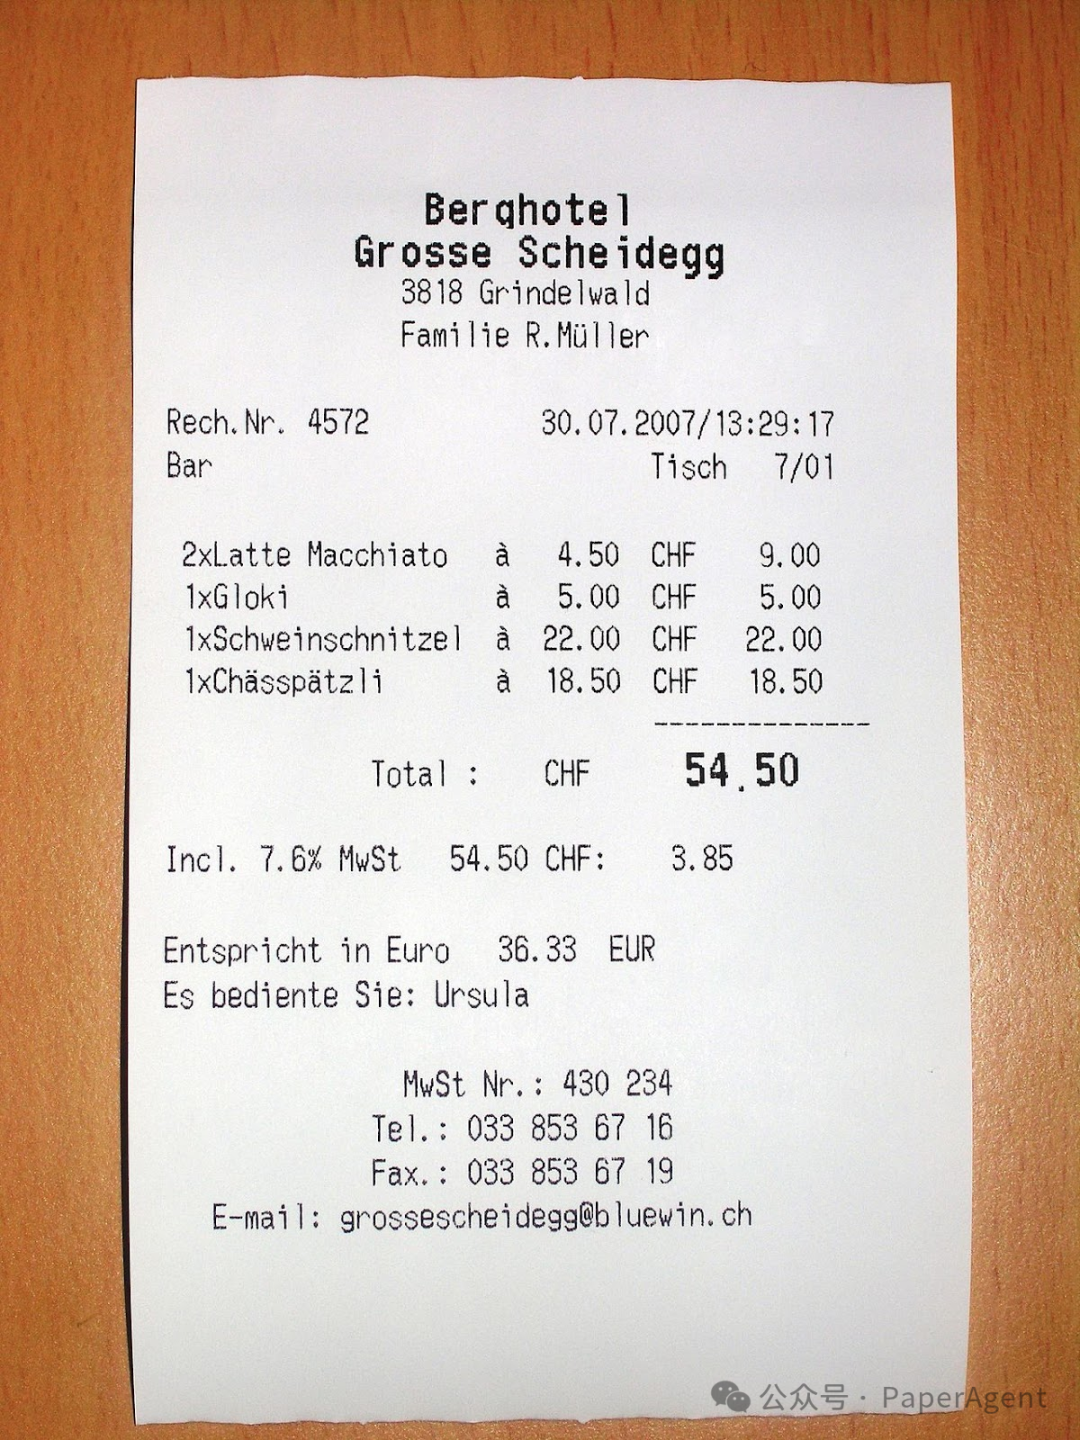 Berghotel
Grosse Scheidegg
3818 Grindelwald
Familie R.Müller
Rech.Nr. 4572 30.07.2007/13:29:17
Bar Tisch 7/01
2xLatte Macchiato à 4.50 CHF 9.00
1xGloki à 5.00 CHF 5.00
1xSchweinschnitzel à 22.00 CHF 22.00
1xChässpätzli à 18.50 CHF 18.50
--------------
Total : CHF 54.50
Incl. 7.6% MwSt 54.50 CHF: 3.85
Entspricht in Euro 36.33 EUR
Es bediente Sie: Ursula
MwSt Nr.: 430 234
Tel.: 033 853 67 16
Fax.: 033 853 67 19
E-mail: grossescheidegg@bluewin.ch
公众号 · PaperAgent